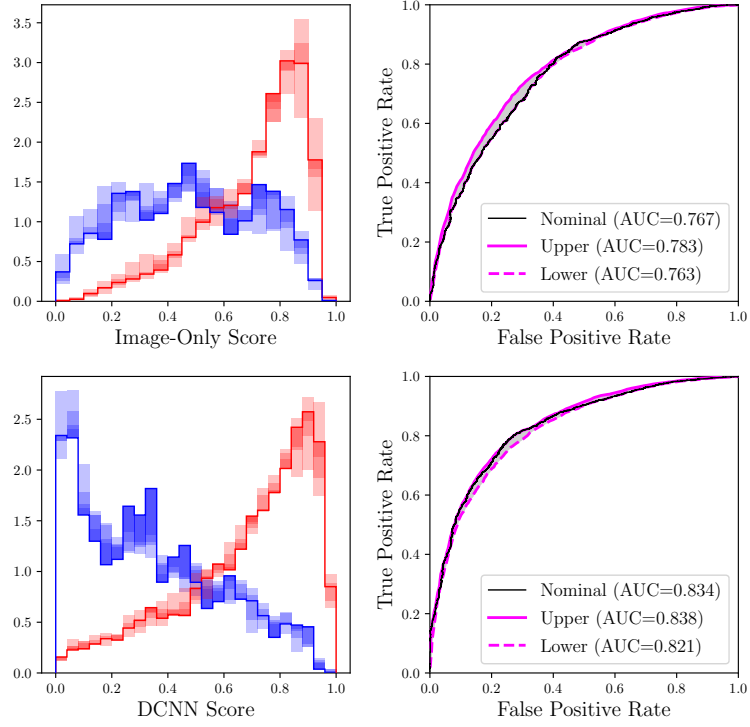 3.5
3.0
2.5
2.0
1.5
1.0
0.5
0.0
0.0 0.2 0.4 0.6 0.8 1.0
Image-Only Score
True Positive Rate
1.0
0.8
0.6
0.4
0.2
0.0
Nominal (AUC=0.767)
Upper (AUC=0.783)
Lower (AUC=0.763)
0.0 0.2 0.4 0.6 0.8 1.0
False Positive Rate
2.5
2.0
1.5
1.0
0.5
0.0
0.0 0.2 0.4 0.6 0.8 1.0
DCNN Score
True Positive Rate
1.0
0.8
0.6
0.4
0.2
0.0
Nominal (AUC=0.834)
Upper (AUC=0.838)
Lower (AUC=0.821)
0.0 0.2 0.4 0.6 0.8 1.0
False Positive Rate